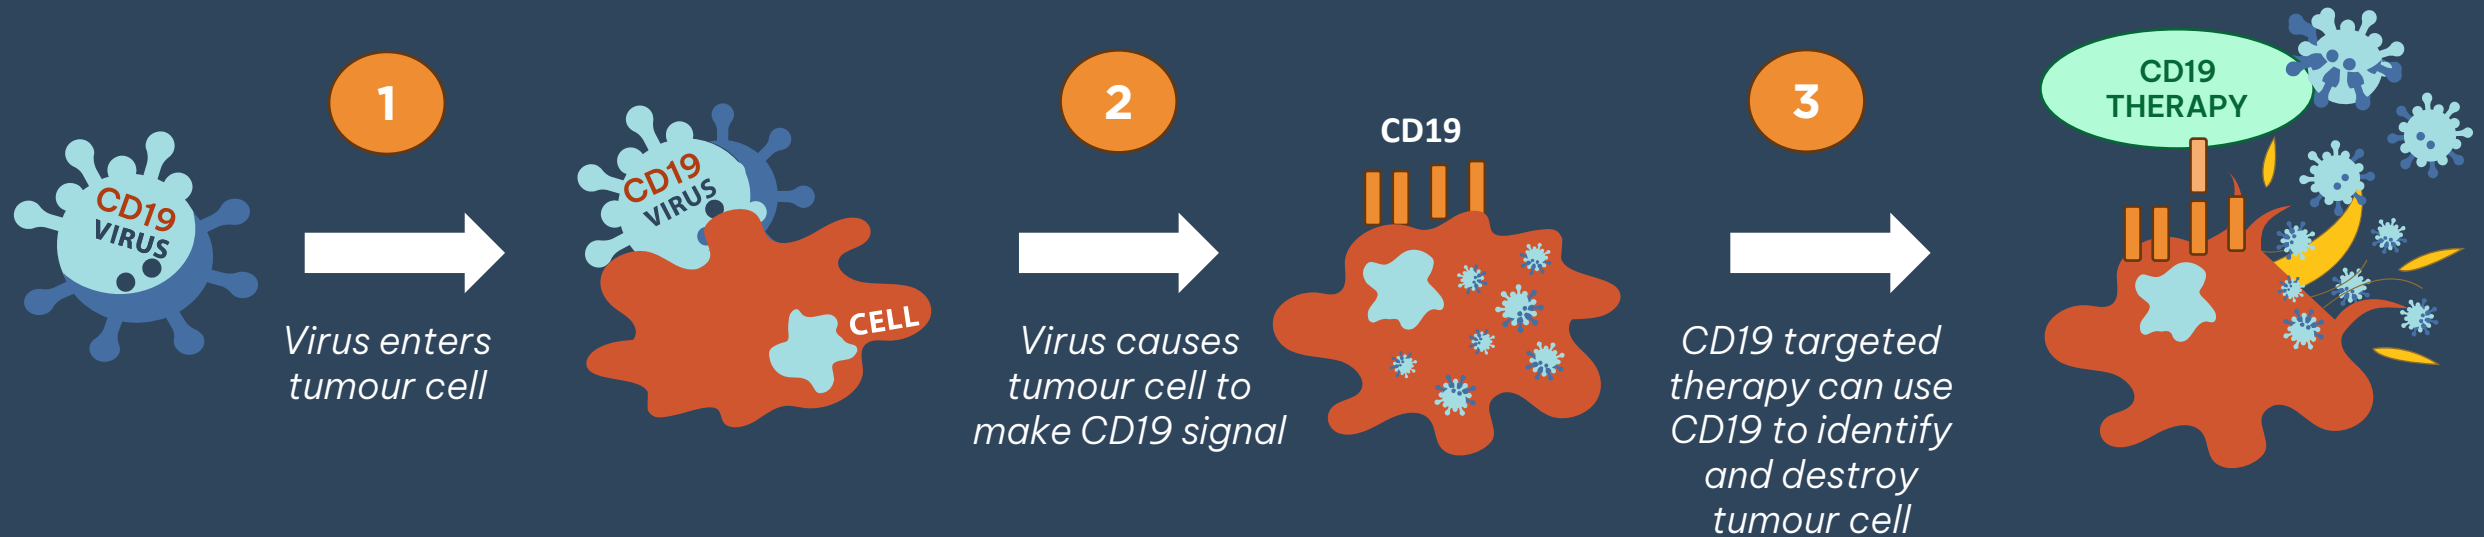 CD19
VIRUS
1
Virus enters
tumour cell
CD19
VIRUS
CELL
2
Virus causes
tumour cell to
make CD19 signal
CD19
3
CD19 targeted
therapy can use
CD19 to identify
and destroy
tumour cell
CD19
THERAPY